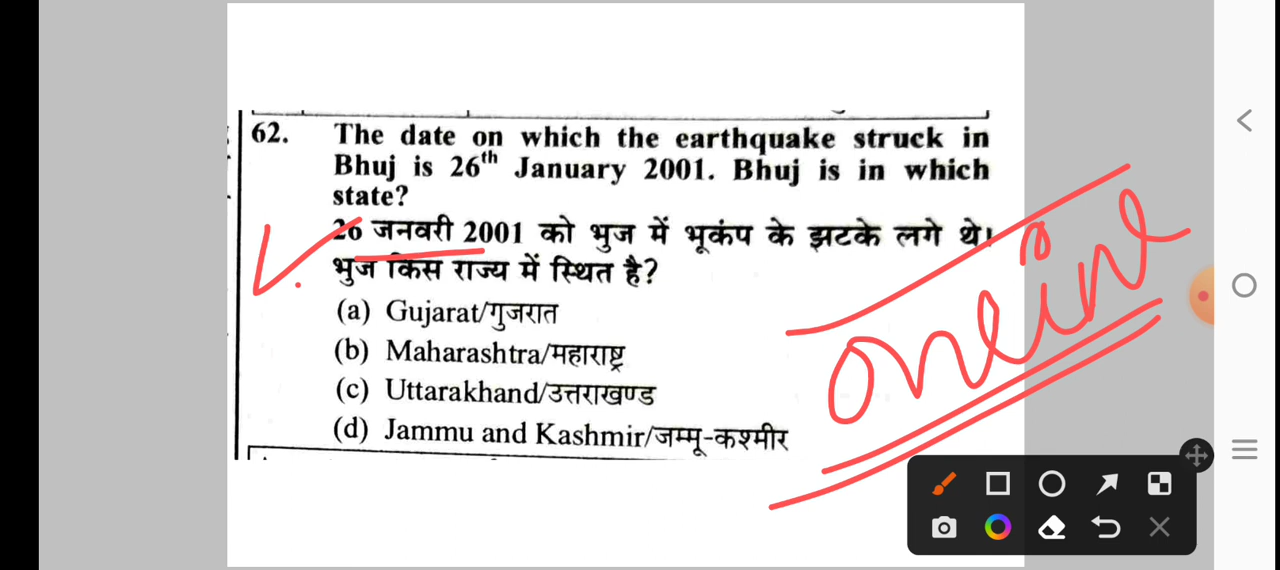 62. The date on which the earthquake struck in
Bhuj is 26th January 2001. Bhuj is in which
state?
26 जनवरी 2001 को भुज में भूकंप के झटके लगे थे।
भुज किस राज्य में स्थित है?
(a) Gujarat/गुजरात
(b) Maharashtra/महाराष्ट्र
(c) Uttarakhand/उत्तराखण्ड
(d) Jammu and Kashmir/जम्मू-कश्मीर